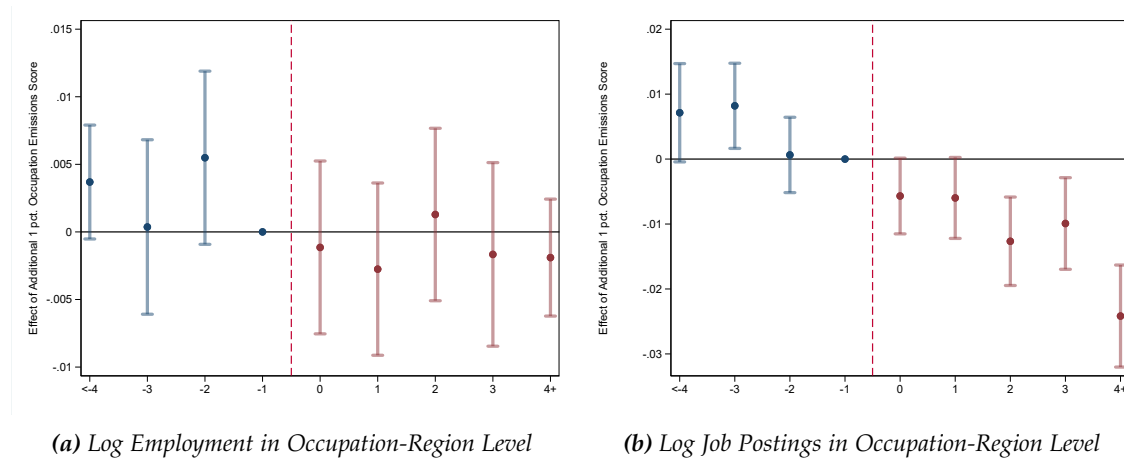 Effect of Additional 1 pct. Occupation Emissions Score
.015
.01
.005
0
-.005
-.01
<-4 -3 -2 -1 0 1 2 3 4+
(a) Log Employment in Occupation-Region Level
Effect of Additional 1 pct. Occupation Emissions Score
.02
.01
0
-.01
-.02
-.03
<-4 -3 -2 -1 0 1 2 3 4+
(b) Log Job Postings in Occupation-Region Level